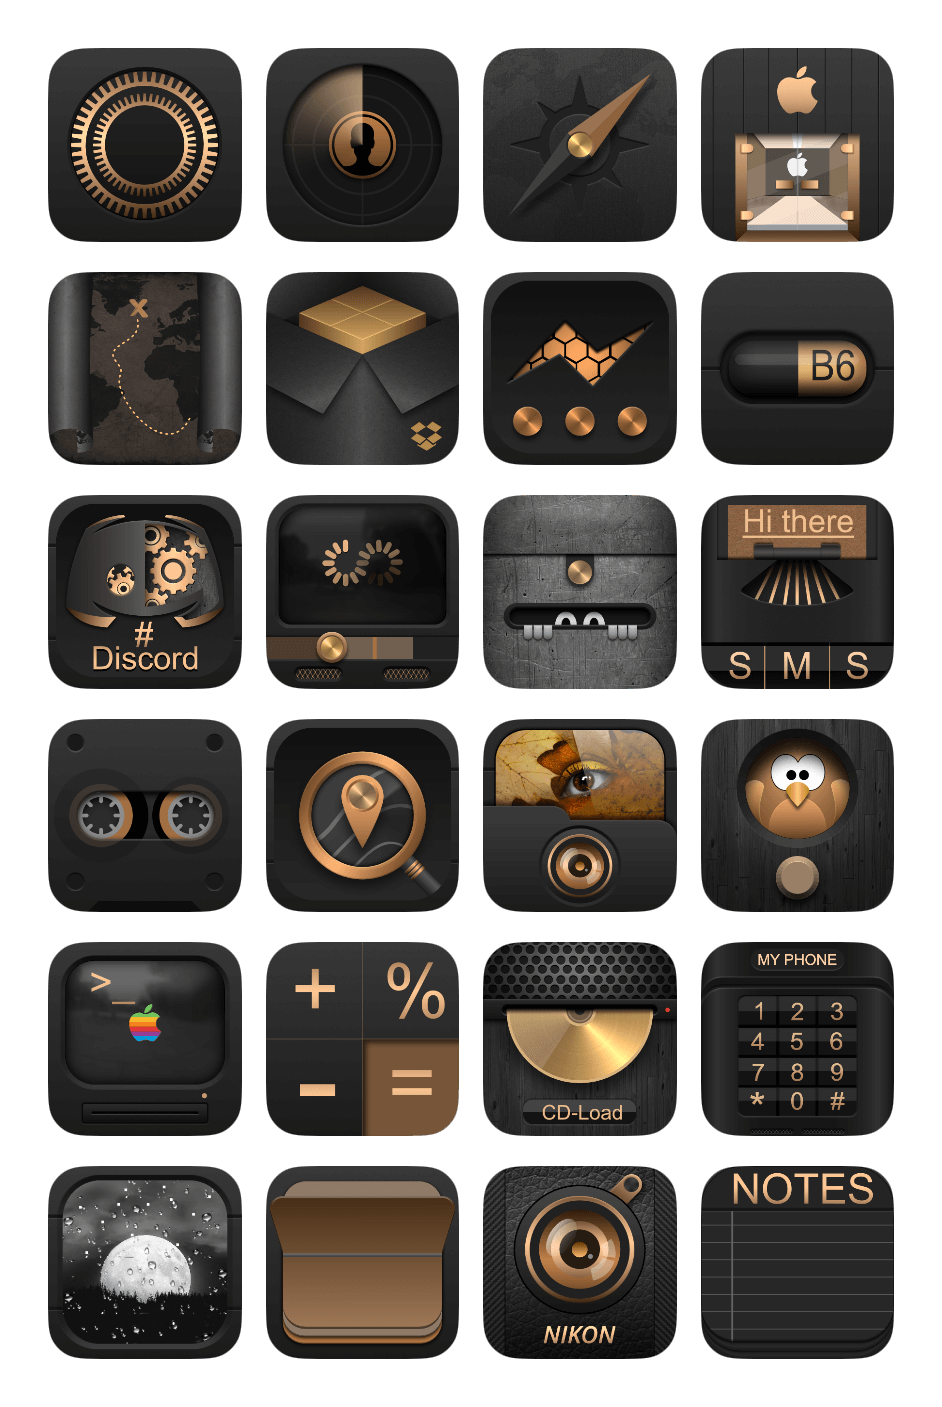 B6
#
Discord
Hi there
S M S
>_
+ %
- =
CD-Load
MY PHONE
1 2 3
4 5 6
7 8 9
* 0 #
NIKON
NOTES